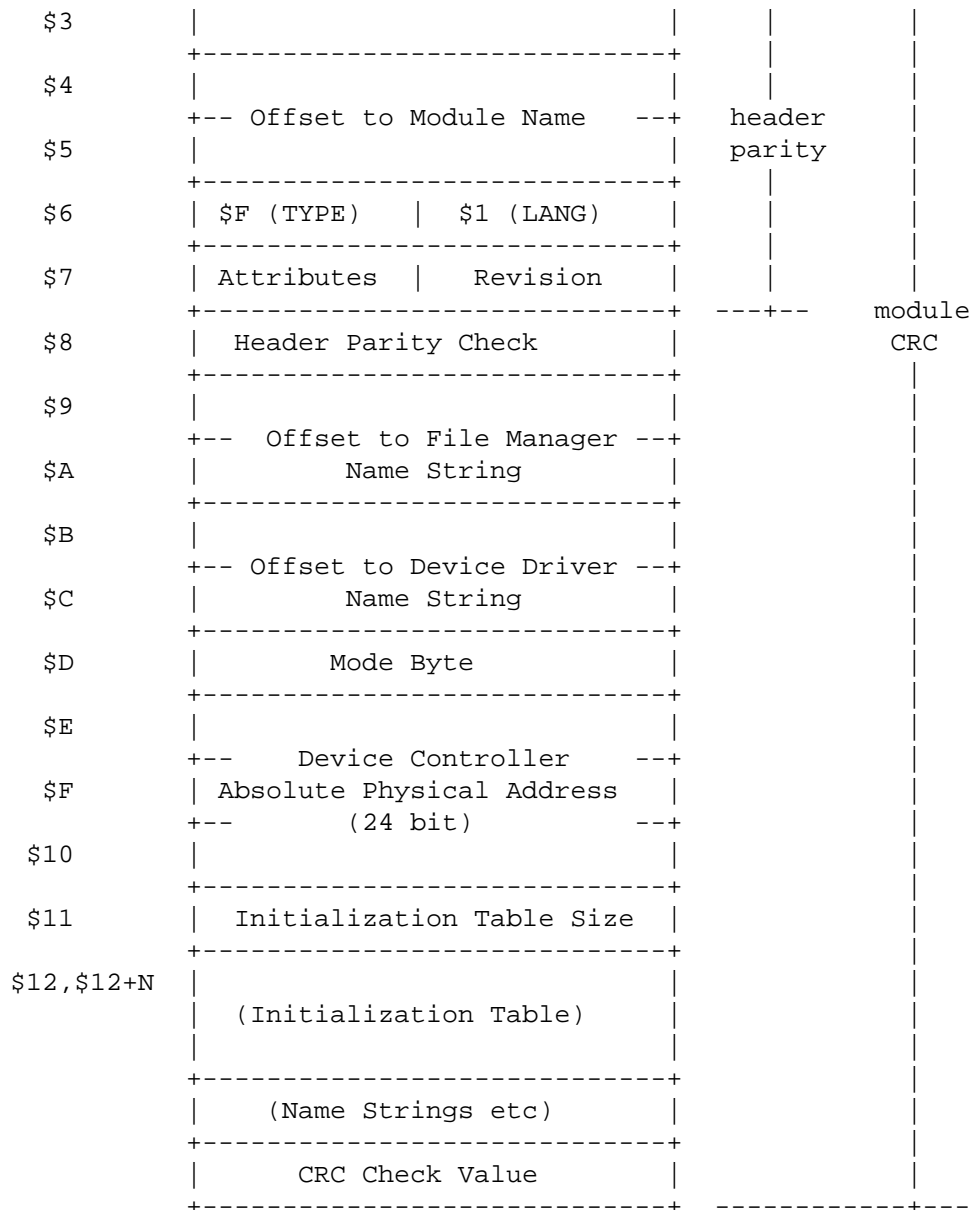 $3 | | | |
+-----------------------------+ | |
$4 | | | |
+-- Offset to Module Name --+ header |
$5 | | parity |
+-----------------------------+ | |
$6 | $F (TYPE) | $1 (LANG) | | |
+-----------------------------+ | |
$7 | Attributes | Revision | | |
+-----------------------------+ ---+-- module
$8 | Header Parity Check | CRC
+-----------------------------+ |
$9 | | |
+-- Offset to File Manager --+ |
$A | Name String | |
+-----------------------------+ |
$B | | |
+-- Offset to Device Driver --+ |
$C | Name String | |
+-----------------------------+ |
$D | Mode Byte | |
+-----------------------------+ |
$E | | |
+-- Device Controller --+ |
$F | Absolute Physical Address | |
+-- (24 bit) --+ |
$10 | | |
+-----------------------------+ |
$11 | Initialization Table Size | |
+-----------------------------+ |
$12,$12+N | | |
| (Initialization Table) | |
| | |
+-----------------------------+ |
| (Name Strings etc) | |
+-----------------------------+ |
| CRC Check Value | |
+-----------------------------+ ------------+---